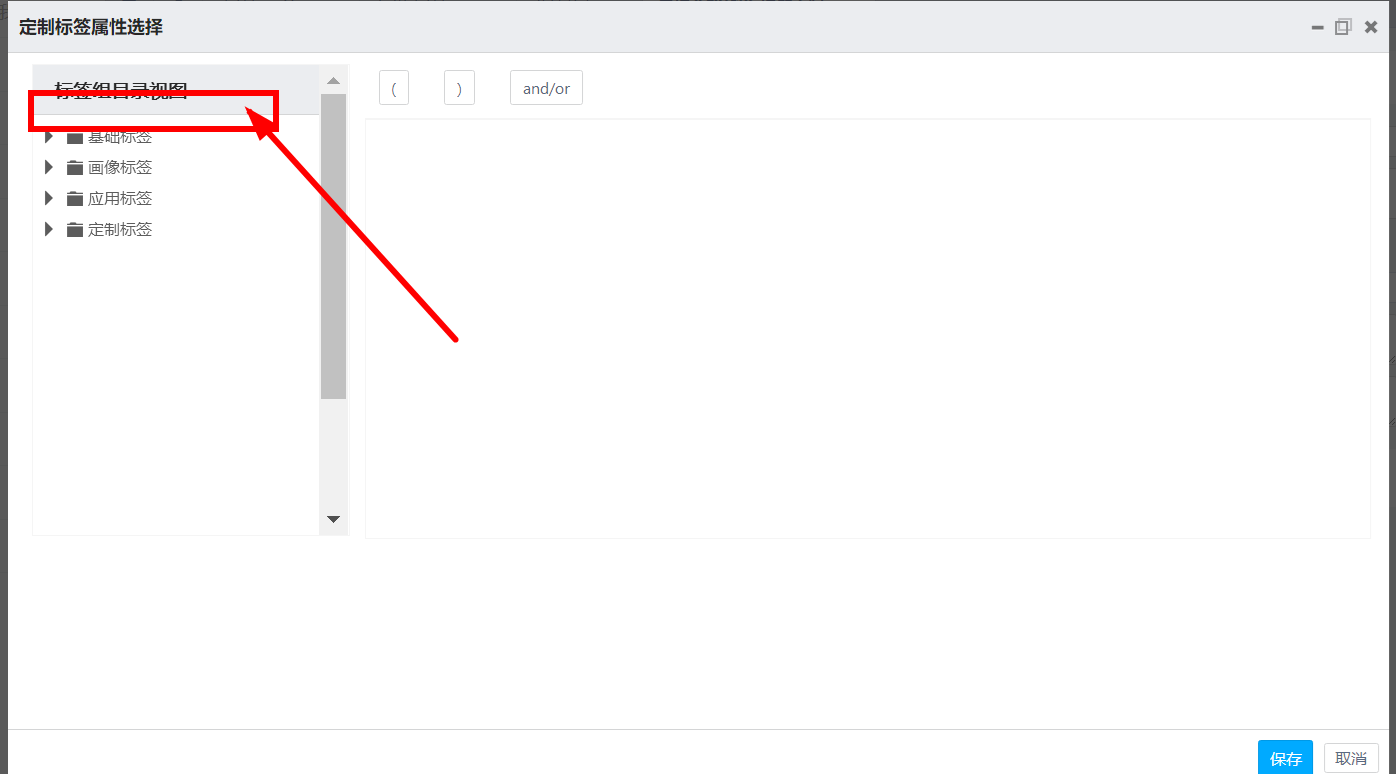 定制标签属性选择
标签组目录视图
( ) and/or
基础标签
画像标签
应用标签
定制标签
保存 取消